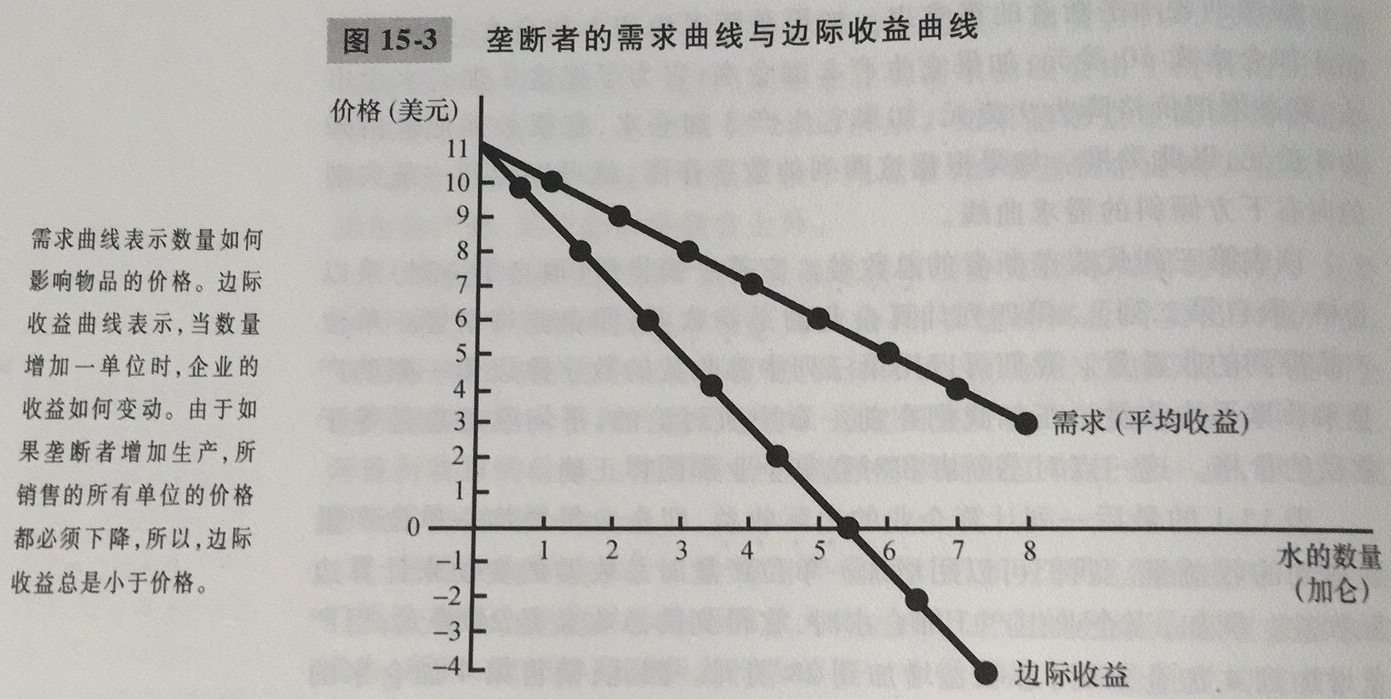 图 15-3 垄断者的需求曲线与边际收益曲线
需求曲线表示数量如何
影响物品的价格。边际
收益曲线表示,当数量
增加一单位时,企业的
收益如何变动。由于如
果垄断者增加生产,所
销售的所有单位的价格
都必须下降,所以,边际
收益总是小于价格。
价格(美元)
11
10
9
8
7
6
5
4
3
2
1
0
-1
-2
-3
-4
1 2 3 4 5 6 7 8
需求(平均收益)
水的数量
(加仑)
边际收益